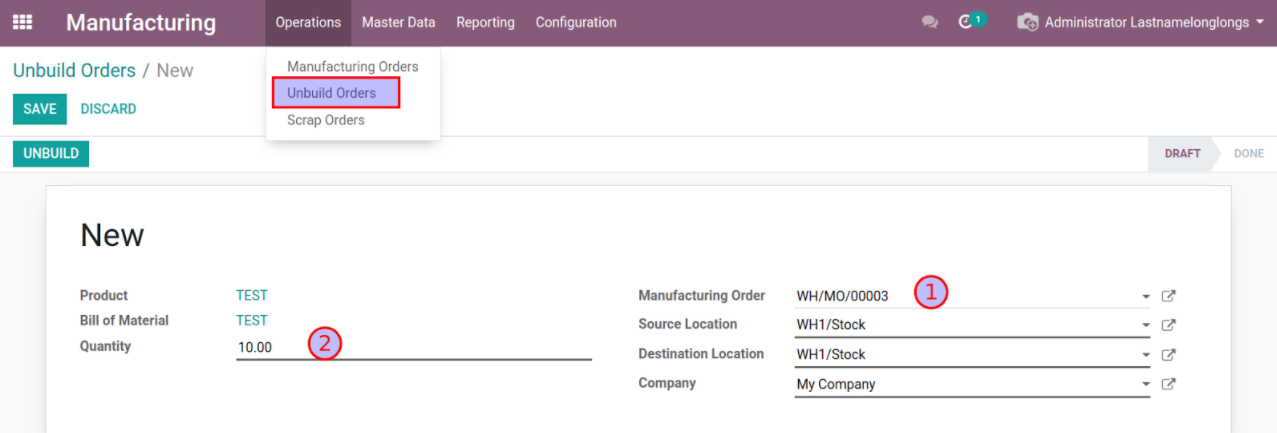 Manufacturing Operations Master Data Reporting Configuration 1 Administrator Lastnamelonglongs
Manufacturing Orders
Unbuild Orders
Scrap Orders
Unbuild Orders / New
SAVE DISCARD
UNBUILD DRAFT DONE
New
Product TEST
Bill of Material TEST
Quantity 10.00 2
Manufacturing Order WH/MO/00003 1
Source Location WH1/Stock
Destination Location WH1/Stock
Company My Company